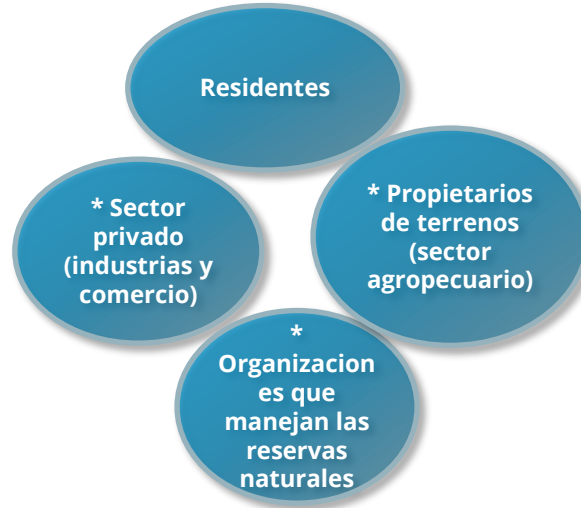 Residentes
* Sector
privado
(industrias y
comercio)
* Propietarios
de terrenos
(sector
agropecuario)
*
Organizacion
es que
manejan las
reservas
naturales